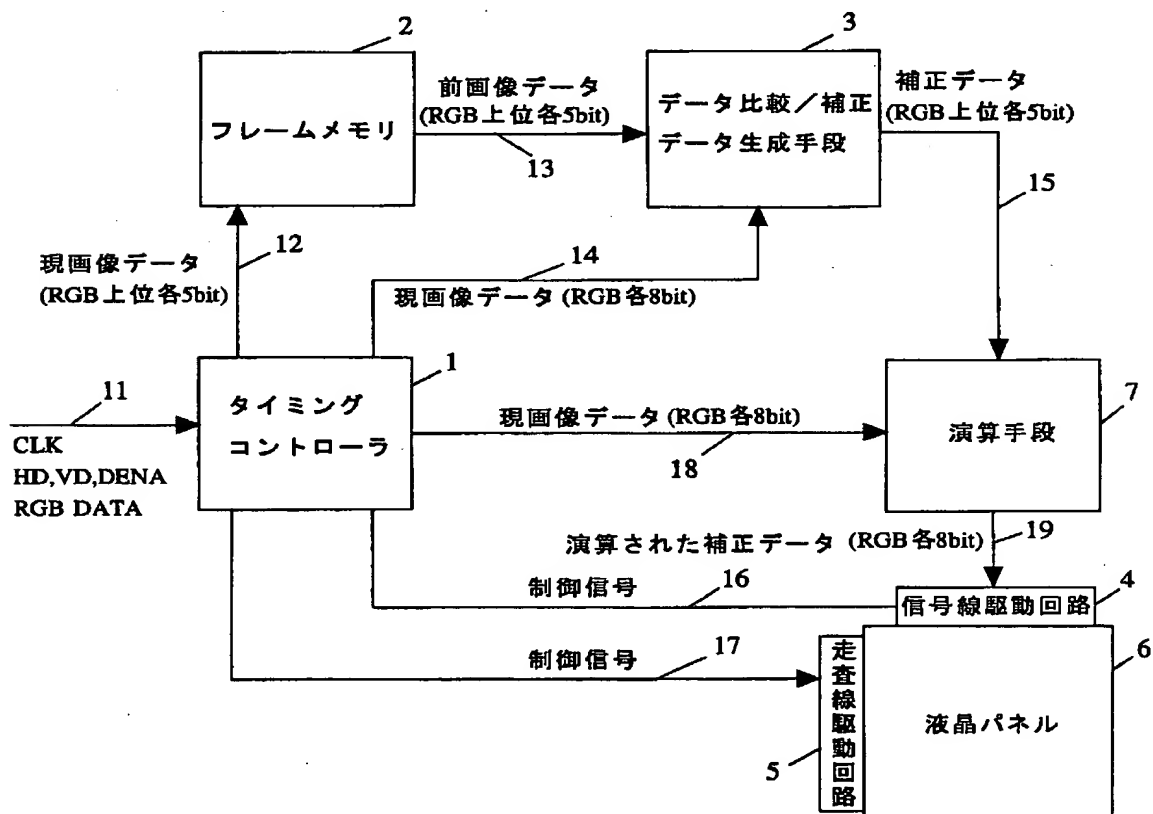 2
フレームメモリ
前画像データ
(RGB上位各5bit)
13
3
データ比較／補正
データ生成手段
補正データ
(RGB上位各5bit)
15
12
現画像データ
(RGB上位各5bit)
14
現画像データ(RGB各8bit)
11
CLK
HD,VD,DENA
RGB DATA
1
タイミング
コントローラ
現画像データ(RGB各8bit)
18
7
演算手段
演算された補正データ (RGB各8bit)
19
制御信号
16
4
信号線駆動回路
制御信号
17
5
走査線駆動回路
6
液晶パネル